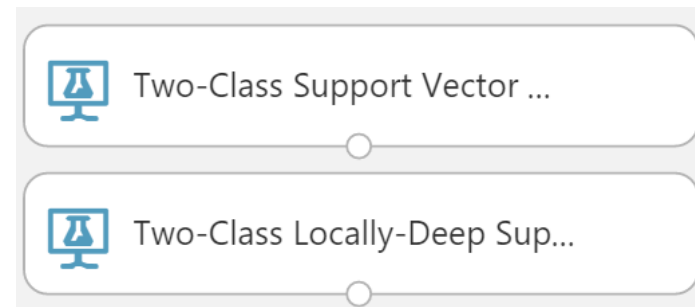 Two-Class Support Vector ...
Two-Class Locally-Deep Sup...